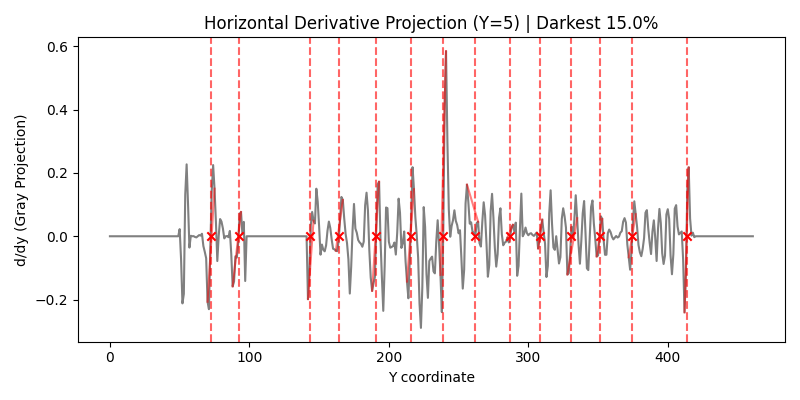 Horizontal Derivative Projection (Y=5) | Darkest 15.0%
d/dy (Gray Projection)
0.6
0.4
0.2
0.0
−0.2
0 100 200 300 400
Y coordinate